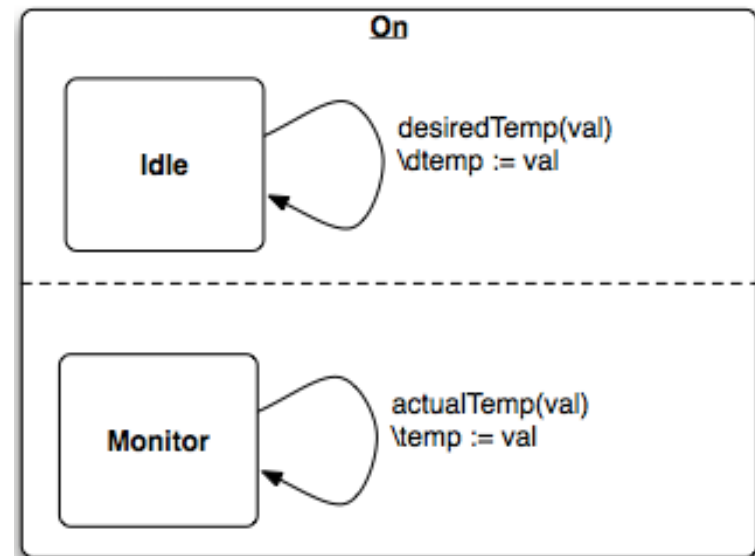 On
Idle
desiredTemp(val)
\dtemp := val
Monitor
actualTemp(val)
\temp := val